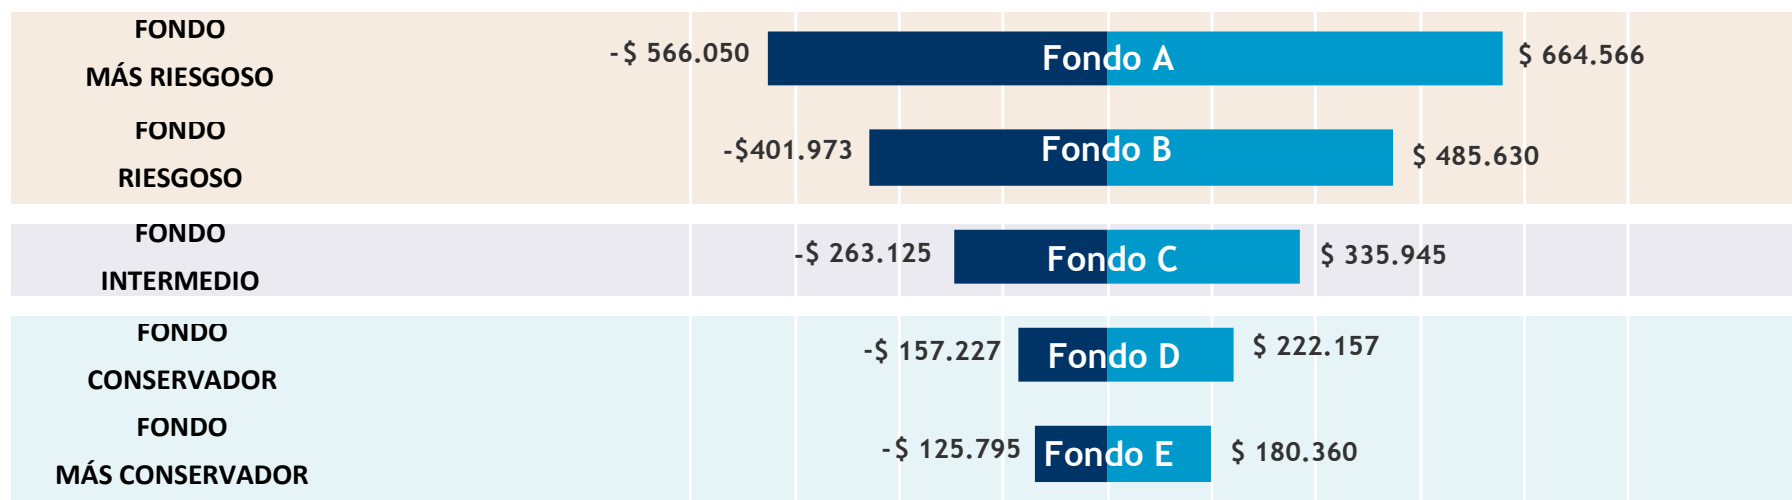 FONDO
MÁS RIESGOSO
-$ 566.050
Fondo A
$ 664.566
FONDO
RIESGOSO
-$401.973
Fondo B
$ 485.630
FONDO
INTERMEDIO
-$ 263.125
Fondo C
$ 335.945
FONDO
CONSERVADOR
-$ 157.227
Fondo D
$ 222.157
FONDO
MÁS CONSERVADOR
-$ 125.795
Fondo E
$ 180.360